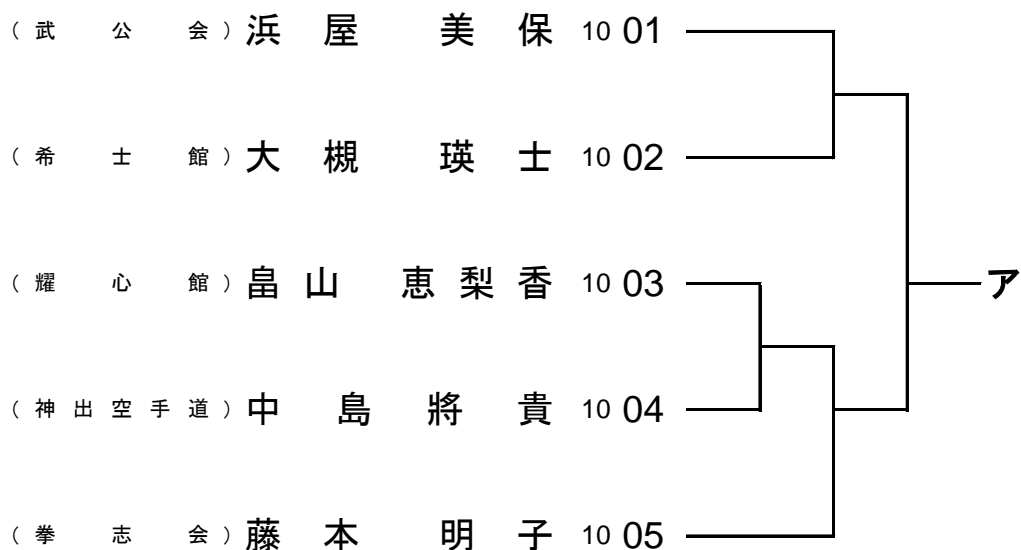 (武公会) 浜屋 美保 10 01
(希士館) 大槻 瑛士 10 02
(耀心館) 畠山 恵梨香 10 03
ア
(神出空手道) 中島 將貴 10 04
(拳志会) 藤本 明子 10 05